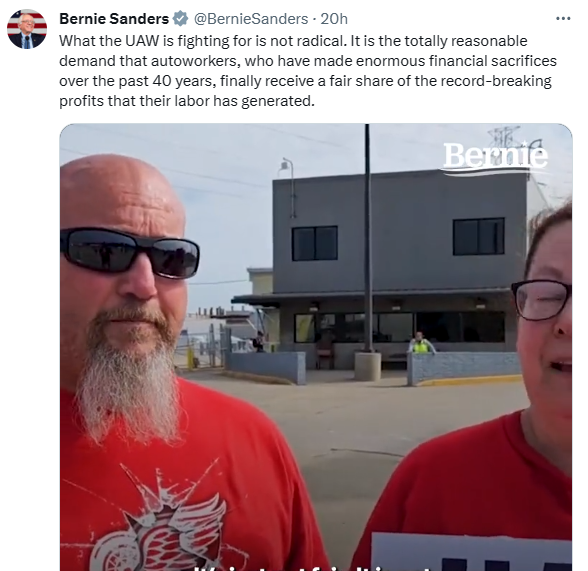 Bernie Sanders @BernieSanders · 20h
What the UAW is fighting for is not radical. It is the totally reasonable
demand that autoworkers, who have made enormous financial sacrifices
over the past 40 years, finally receive a fair share of the record-breaking
profits that their labor has generated.
Bernie